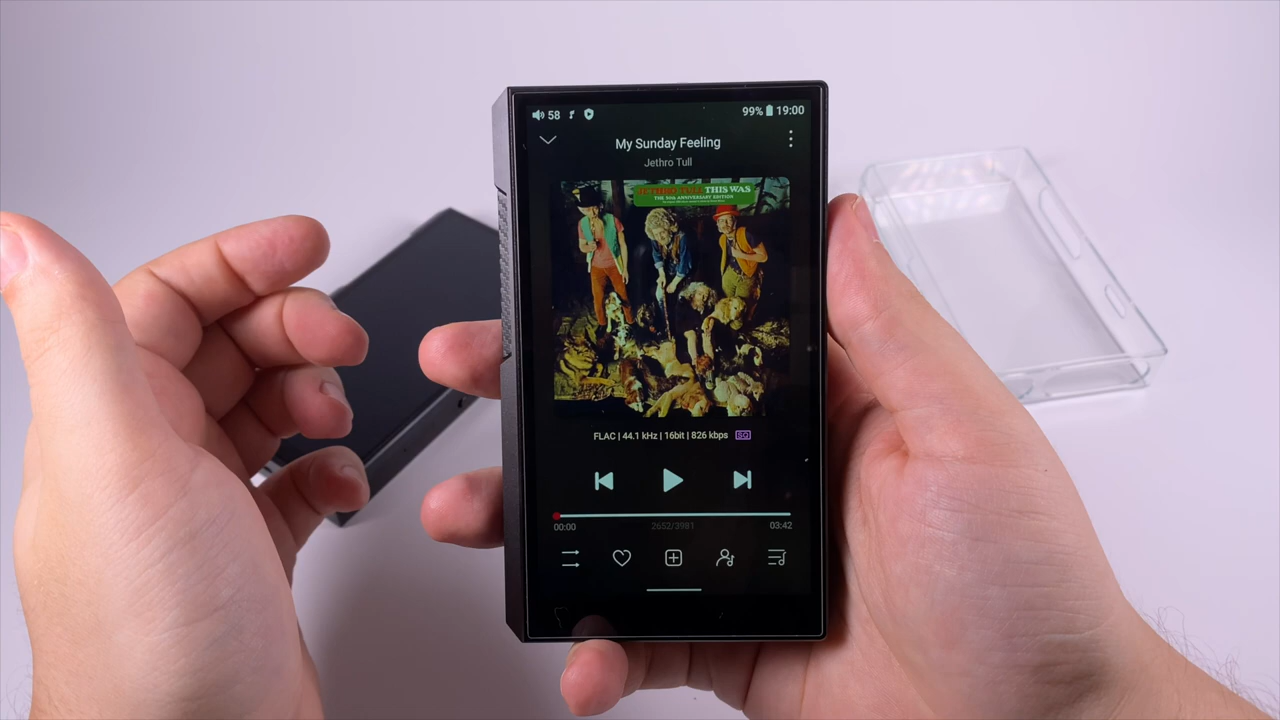 58
99% 19:00
My Sunday Feeling
Jethro Tull
JETHRO TULL THIS WAS
THE 50TH ANNIVERSARY EDITION
FLAC | 44.1 kHz | 16bit | 826 kbps SQ
00:00 2652/3981 03:42